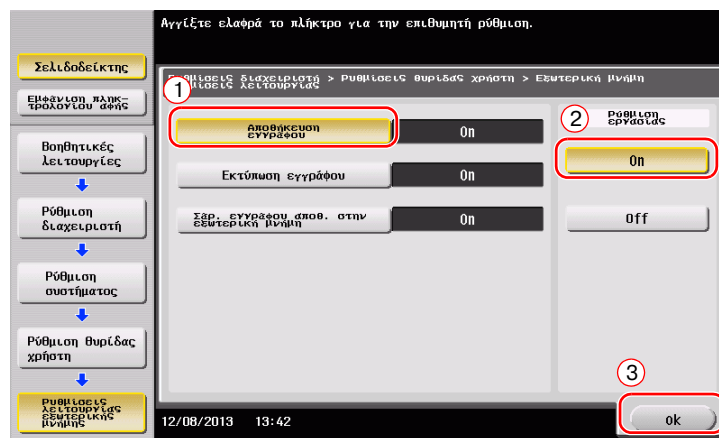 Αγγίξτε ελαφρά το πλήκτρο για την επιθυμητή ρύθμιση.
Σελιδοδείκτης
Εμφάνιση πληκ-
τρολογίου αφής
Βοηθητικές
λειτουργίες
Ρύθμιση
διαχειριστή
Ρύθμιση
συστήματος
Ρύθμιση θυρίδας
χρήστη
Ρυθμίσεις
λειτουργίας
εξωτερικής
μνήμης
διαχειριστή > Ρυθμίσεις θυρίδας χρήστη > Εξωτερική μνήμη
λειτουργίας
1
Αποθήκευση
εγγράφου
On
Εκτύπωση εγγράφου
On
Σάρ. εγγράφου αποθ. στην
εξωτερική μνήμη
On
2
Ρύθμιση
εργασίας
On
Off
3
12/08/2013 13:42
ok